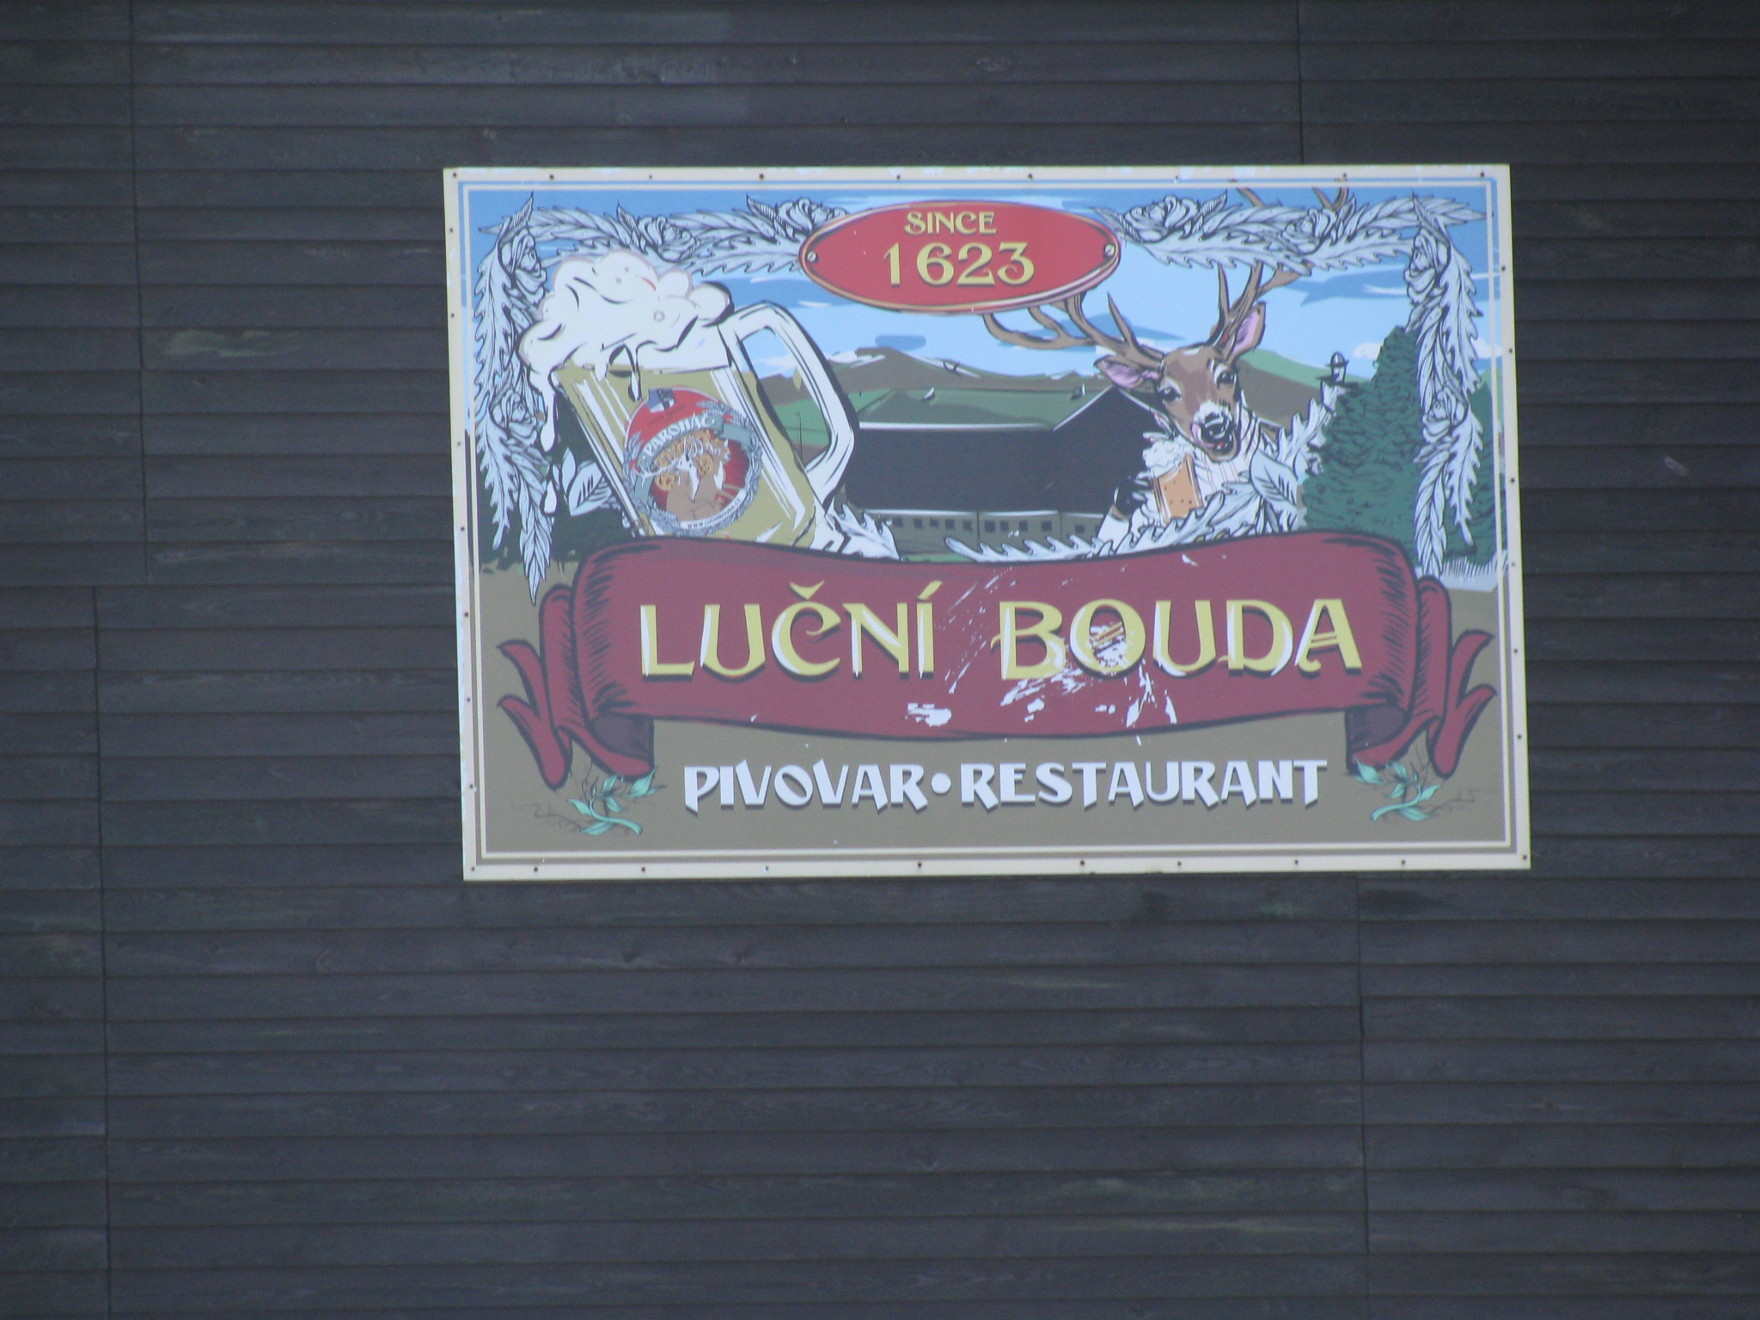 SINCE
1623
PAROHÁČ
LUČNÍ BOUDA
PIVOVAR•RESTAURANT